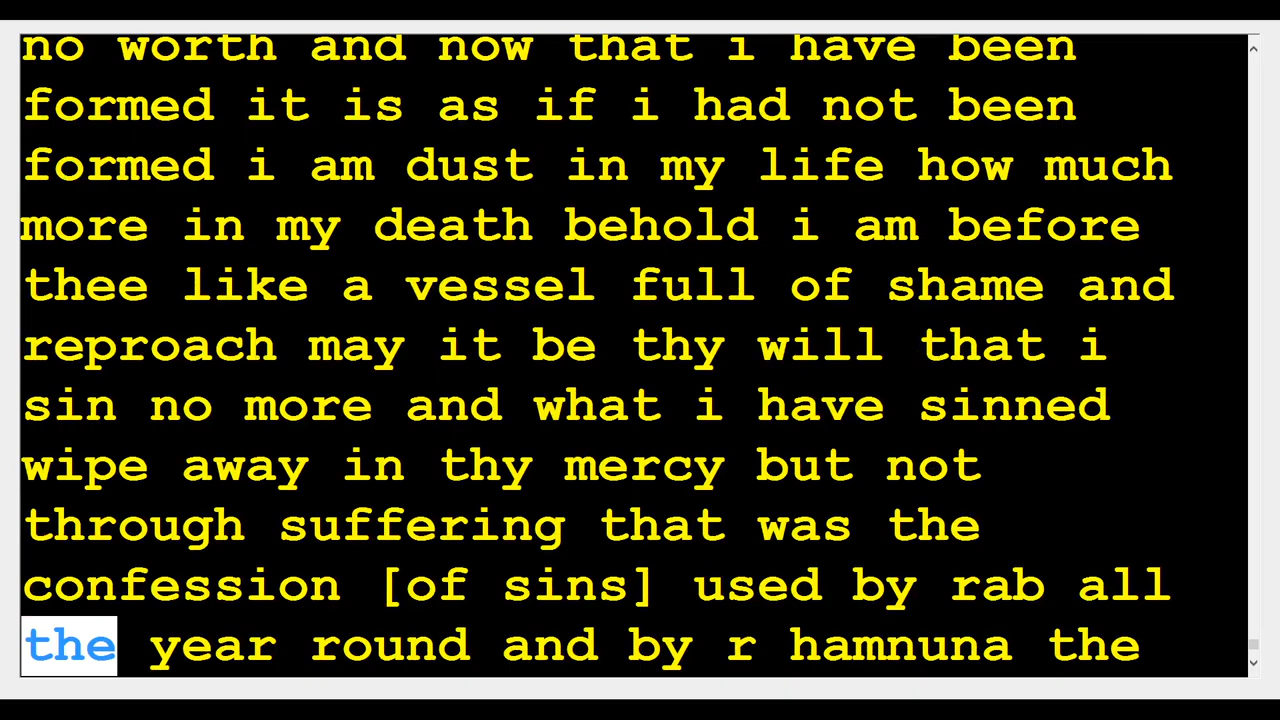 no worth and now that i have been
formed it is as if i had not been
formed i am dust in my life how much
more in my death behold i am before
thee like a vessel full of shame and
reproach may it be thy will that i
sin no more and what i have sinned
wipe away in thy mercy but not
through suffering that was the
confession [of sins] used by rab all
the year round and by r hamnuna the